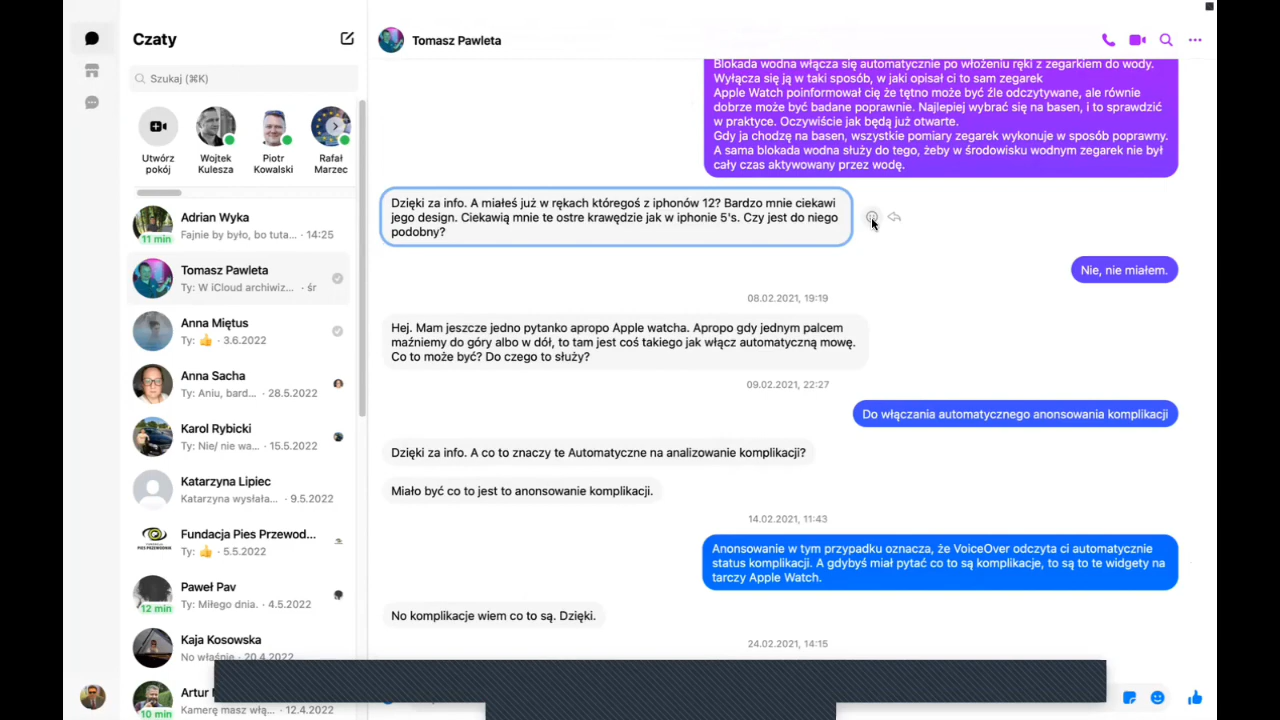 Czaty
Szukaj (⌘K)
Utwórz
pokój
Wojtek
Kulesza
Piotr
Kowalski
Rafał
Marzec
Adrian Wyka
Fajnie by było, bo tuta... · 14:25
11 min
Tomasz Pawleta
Ty: W iCloud archiwiz... · śr
Anna Miętus
Ty: 👍 · 3.6.2022
Anna Sacha
Ty: Aniu, bard... · 28.5.2022
Karol Rybicki
Ty: Nie/ nie wa... · 15.5.2022
Katarzyna Lipiec
Katarzyna wysłała... · 9.5.2022
Fundacja Pies Przewod...
Ty: 👍 · 5.5.2022
Paweł Pav
Ty: Miłego dnia. · 4.5.2022
12 min
Kaja Kosowska
No właśnie · 20.4.2022
Artur
Kamerę masz włą... · 12.4.2022
10 min
Tomasz Pawleta
Blokada wodna włącza się automatycznie po włożeniu ręki z zegarkiem do wody.
Wyłącza się ją w taki sposób, w jaki opisał ci to sam zegarek
Apple Watch poinformował cię że tętno może być źle odczytywane, ale równie
dobrze może być badane poprawnie. Najlepiej wybrać się na basen, i to sprawdzić
w praktyce. Oczywiście jak będą już otwarte.
Gdy ja chodzę na basen, wszystkie pomiary zegarek wykonuje w sposób poprawny.
A sama blokada wodna służy do tego, żeby w środowisku wodnym zegarek nie był
cały czas aktywowany przez wodę.
Dzięki za info. A miałeś już w rękach któregoś z iphonów 12? Bardzo mnie ciekawi
jego design. Ciekawią mnie te ostre krawędzie jak w iphonie 5's. Czy jest do niego
podobny?
Nie, nie miałem.
08.02.2021, 19:19
Hej. Mam jeszcze jedno pytanko apropo Apple watcha. Apropo gdy jednym palcem
maźniemy do góry albo w dół, to tam jest coś takiego jak włącz automatyczną mowę.
Co to może być? Do czego to służy?
09.02.2021, 22:27
Do włączania automatycznego anonsowania komplikacji
Dzięki za info. A co to znaczy te Automatyczne na analizowanie komplikacji?
Miało być co to jest to anonsowanie komplikacji.
14.02.2021, 11:43
Anonsowanie w tym przypadku oznacza, że VoiceOver odczyta ci automatycznie
status komplikacji. A gdybyś miał pytać co to są komplikacje, to są to te widgety na
tarczy Apple Watch.
No komplikacje wiem co to są. Dzięki.
24.02.2021, 14:15